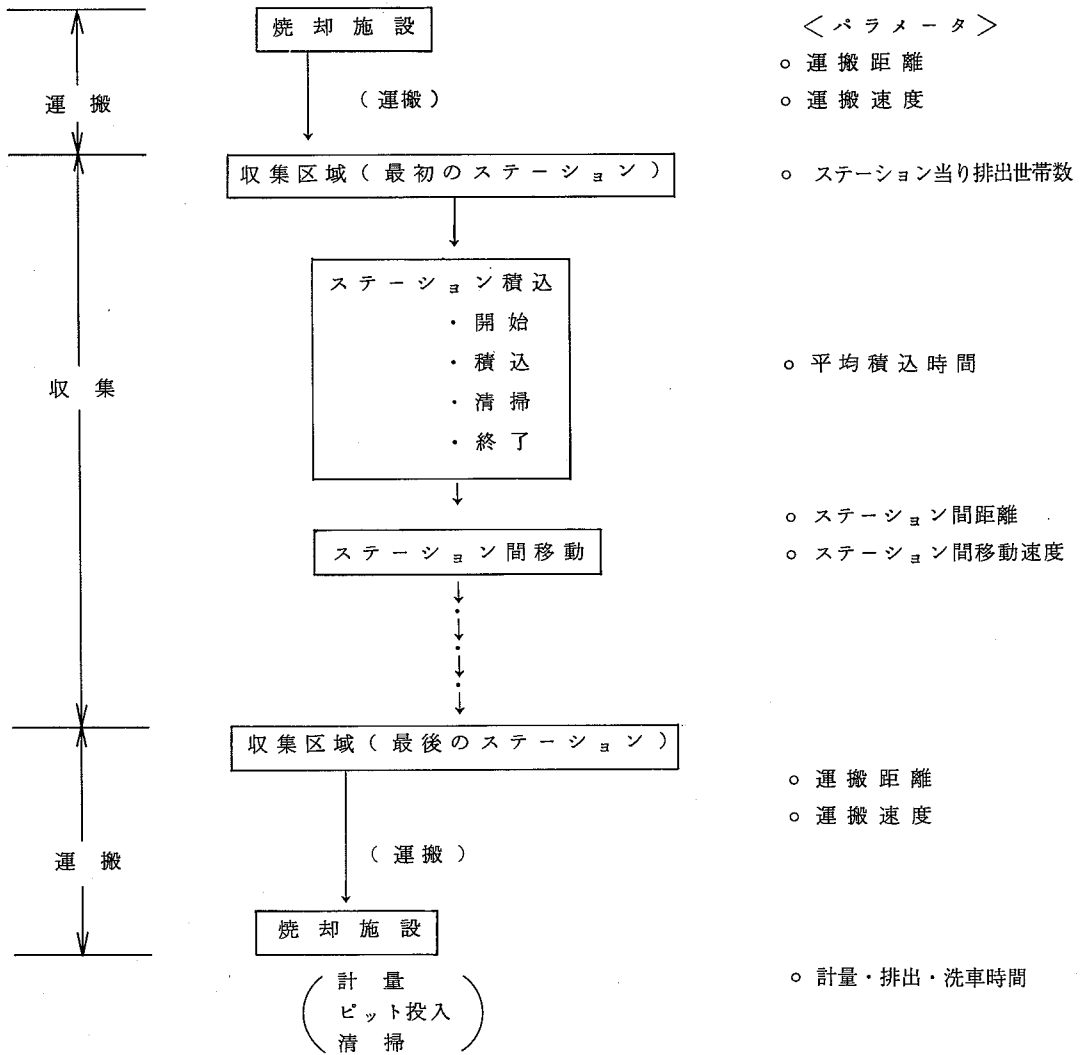 焼却施設
<パラメータ>
○ 運搬距離
(運搬)
○ 運搬速度
運搬
収集区域(最初のステーション)
○ ステーション当り排出世帯数
ステーション積込
・開始
・積込
・清掃
・終了
○ 平均積込時間
収集
○ ステーション間距離
ステーション間移動
○ ステーション間移動速度
収集区域(最後のステーション)
○ 運搬距離
○ 運搬速度
(運搬)
運搬
焼却施設
計量
ピット投入
清掃
○ 計量・排出・洗車時間